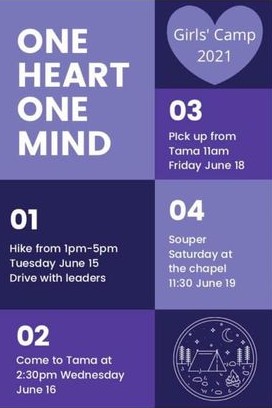 ONE
HEART
ONE
MIND
Girls' Camp
2021
01
Hike from 1pm-5pm
Tuesday June 15
Drive with leaders
02
Come to Tama at
2:30pm Wednesday
June 16
03
PIck up from
Tama 11am
Friday June 18
04
Souper
Saturday at
the chapel
11:30 June 19